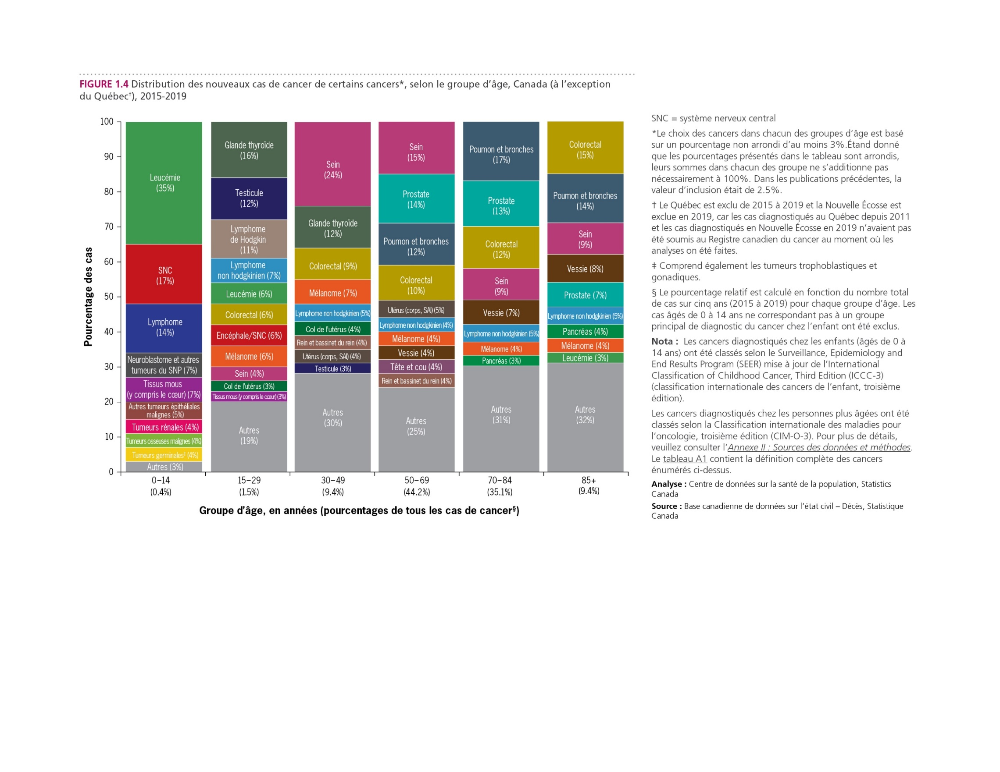 FIGURE 1.4 Distribution des nouveaux cas de cancer de certains cancers*, selon le groupe d’âge, Canada (à l’exception
du Québec†), 2015-2019
Pourcentage des cas
100
90
80
70
60
50
40
30
20
10
0
Leucémie
(35%)
SNC
(17%)
Lymphome
(14%)
Neuroblastome et autres
tumeurs du SNP (7%)
Tissus mous
(y compris le cœur) (7%)
Autres tumeurs épithéliales
malignes (5%)
Tumeurs rénales (4%)
Tumeurs osseuses malignes (4%)
Tumeurs germinales‡ (4%)
Autres (3%)
Glande thyroïde
(16%)
Testicule
(12%)
Lymphome
de Hodgkin
(11%)
Lymphome
non hodgkinien (7%)
Leucémie (6%)
Colorectal (6%)
Encéphale/SNC (6%)
Mélanome (6%)
Sein (4%)
Col de l’utérus (3%)
Tissus mous (y compris le cœur) (3%)
Autres
(19%)
Sein
(24%)
Glande thyroïde
(12%)
Colorectal (9%)
Mélanome (7%)
Lymphome non hodgkinien (5%)
Col de l’utérus (4%)
Rein et bassinet du rein (4%)
Utérus (corps, SAI) (4%)
Testicule (3%)
Autres
(30%)
Sein
(15%)
Prostate
(14%)
Poumon et bronches
(12%)
Colorectal
(10%)
Utérus (corps, SAI) (5%)
Lymphome non hodgkinien (4%)
Mélanome (4%)
Vessie (4%)
Tête et cou (4%)
Rein et bassinet du rein (4%)
Autres
(25%)
Poumon et bronches
(17%)
Prostate
(13%)
Colorectal
(12%)
Sein
(9%)
Vessie (7%)
Lymphome non hodgkinien (5%)
Mélanome (4%)
Pancréas (3%)
Autres
(31%)
Colorectal
(15%)
Poumon et bronches
(14%)
Sein
(9%)
Vessie (8%)
Prostate (7%)
Lymphome non hodgkinien (5%)
Pancréas (4%)
Mélanome (4%)
Leucémie (3%)
Autres
(32%)
0–14
(0.4%)
15–29
(1.5%)
30–49
(9.4%)
50–69
(44.2%)
70–84
(35.1%)
85+
(9.4%)
Groupe d’âge, en années (pourcentages de tous les cas de cancer§)
SNC = système nerveux central
*Le choix des cancers dans chacun des groupes d’âge est basé
sur un pourcentage non arrondi d’au moins 3%.Étand donné
que les pourcentages présentés dans le tableau sont arrondis,
leurs sommes dans chacun des groupe ne s’additionne pas
nécessairement à 100%. Dans les publications précédentes, la
valeur d’inclusion était de 2.5%.
† Le Québec est exclu de 2015 à 2019 et la Nouvelle Écosse est
exclue en 2019, car les cas diagnostiqués au Québec depuis 2011
et les cas diagnostiqués en Nouvelle Écosse en 2019 n’avaient pas
été soumis au Registre canadien du cancer au moment où les
analyses on été faites.
‡ Comprend également les tumeurs trophoblastiques et
gonadiques.
§ Le pourcentage relatif est calculé en fonction du nombre total
de cas sur cinq ans (2015 à 2019) pour chaque groupe d’âge. Les
cas âgés de 0 à 14 ans ne correspondant pas à un groupe
principal de diagnostic du cancer chez l’enfant ont été exclus.
Nota : Les cancers diagnostiqués chez les enfants (âgés de 0 à
14 ans) ont été classés selon le Surveillance, Epidemiology and
End Results Program (SEER) mise à jour de l’International
Classification of Childhood Cancer, Third Edition (ICCC-3)
(classification internationale des cancers de l’enfant, troisième
édition).
Les cancers diagnostiqués chez les personnes plus âgées ont été
classés selon la Classification internationale des maladies pour
l’oncologie, troisième édition (CIM-O-3). Pour plus de détails,
veuillez consulter l’Annexe II : Sources des données et méthodes.
Le tableau A1 contient la définition complète des cancers
énumérés ci-dessus.
Analyse : Centre de données sur la santé de la population, Statistics
Canada
Source : Base canadienne de données sur l’état civil – Décès, Statistique
Canada